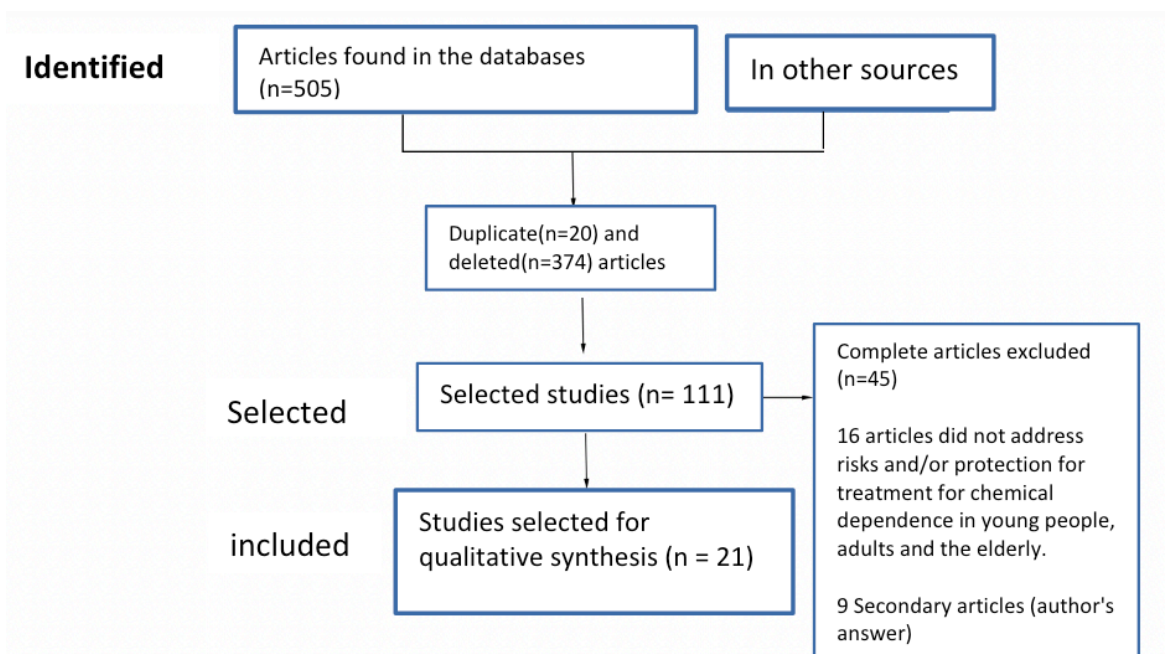 Identified
Articles found in the databases
(n=505)
In other sources
Duplicate(n=20) and
deleted(n=374) articles
Selected
Selected studies (n= 111)
Complete articles excluded
(n=45)
16 articles did not address
risks and/or protection for
treatment for chemical
dependence in young people,
adults and the elderly.
9 Secondary articles (author's
answer)
included
Studies selected for
qualitative synthesis (n = 21)